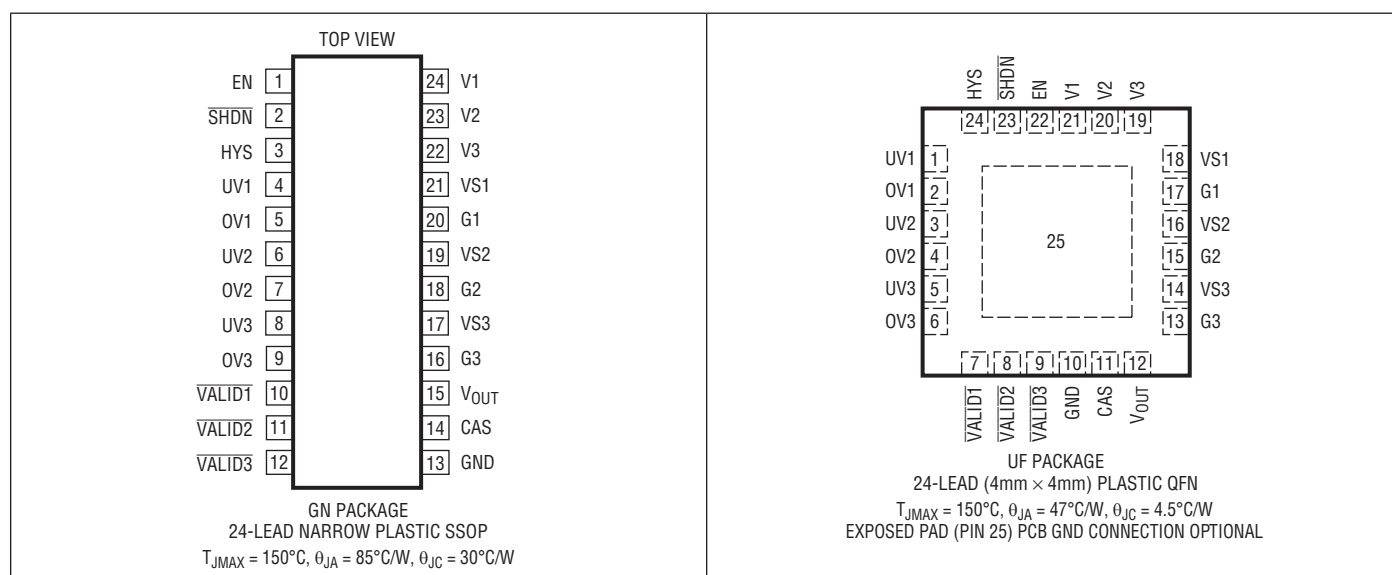 TOP VIEW
EN 1 24 V1
SHDN 2 23 V2
HYS 3 22 V3
UV1 4 21 VS1
OV1 5 20 G1
UV2 6 19 VS2
OV2 7 18 G2
UV3 8 17 VS3
OV3 9 16 G3
VALID1 10 15 VOUT
VALID2 11 14 CAS
VALID3 12 13 GND
GN PACKAGE
24-LEAD NARROW PLASTIC SSOP
TJMAX = 150°C, θJA = 85°C/W, θJC = 30°C/W
HYS SHDN EN V1 V2 V3
24 23 22 21 20 19
UV1 1 18 VS1
OV1 2 17 G1
UV2 3 16 VS2
25
OV2 4 15 G2
UV3 5 14 VS3
OV3 6 13 G3
7 8 9 10 11 12
VALID1 VALID2 VALID3 GND CAS VOUT
UF PACKAGE
24-LEAD (4mm × 4mm) PLASTIC QFN
TJMAX = 150°C, θJA = 47°C/W, θJC = 4.5°C/W
EXPOSED PAD (PIN 25) PCB GND CONNECTION OPTIONAL